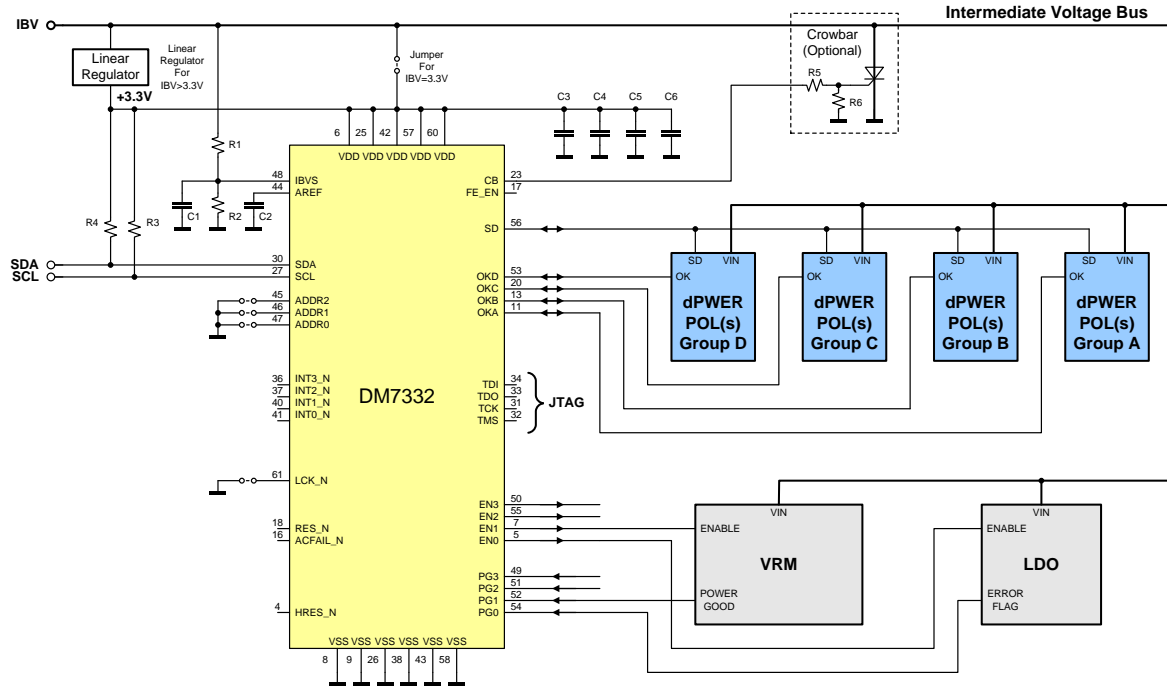 IBV
Intermediate Voltage Bus
Linear
Regulator
Linear
Regulator
For
IBV>3.3V
+3.3V
Jumper
For
IBV=3.3V
Crowbar
(Optional)
R5
R6
C3
C4
C5
C6
6
25
42
57
60
VDD
VDD
VDD
VDD
VDD
R1
R2
R4
R3
C1
C2
48
IBVS
44
AREF
SDA
30
SDA
SCL
27
SCL
45
ADDR2
46
ADDR1
47
ADDR0
36
INT3_N
37
INT2_N
40
INT1_N
41
INT0_N
61
LCK_N
18
RES_N
16
ACFAIL_N
4
HRES_N
DM7332
CB
23
FE_EN
17
SD
56
OKD
53
OKC
20
OKB
13
OKA
11
TDI
34
TDO
33
TCK
31
TMS
32
JTAG
EN3
50
EN2
55
EN1
7
EN0
5
PG3
49
PG2
51
PG1
52
PG0
54
VSS
VSS
VSS
VSS
VSS
VSS
8
9
26
38
43
58
SD
VIN
OK
dPWER
POL(s)
Group D
SD
VIN
OK
dPWER
POL(s)
Group C
SD
VIN
OK
dPWER
POL(s)
Group B
SD
VIN
OK
dPWER
POL(s)
Group A
VIN
ENABLE
VRM
POWER
GOOD
VIN
ENABLE
LDO
ERROR
FLAG